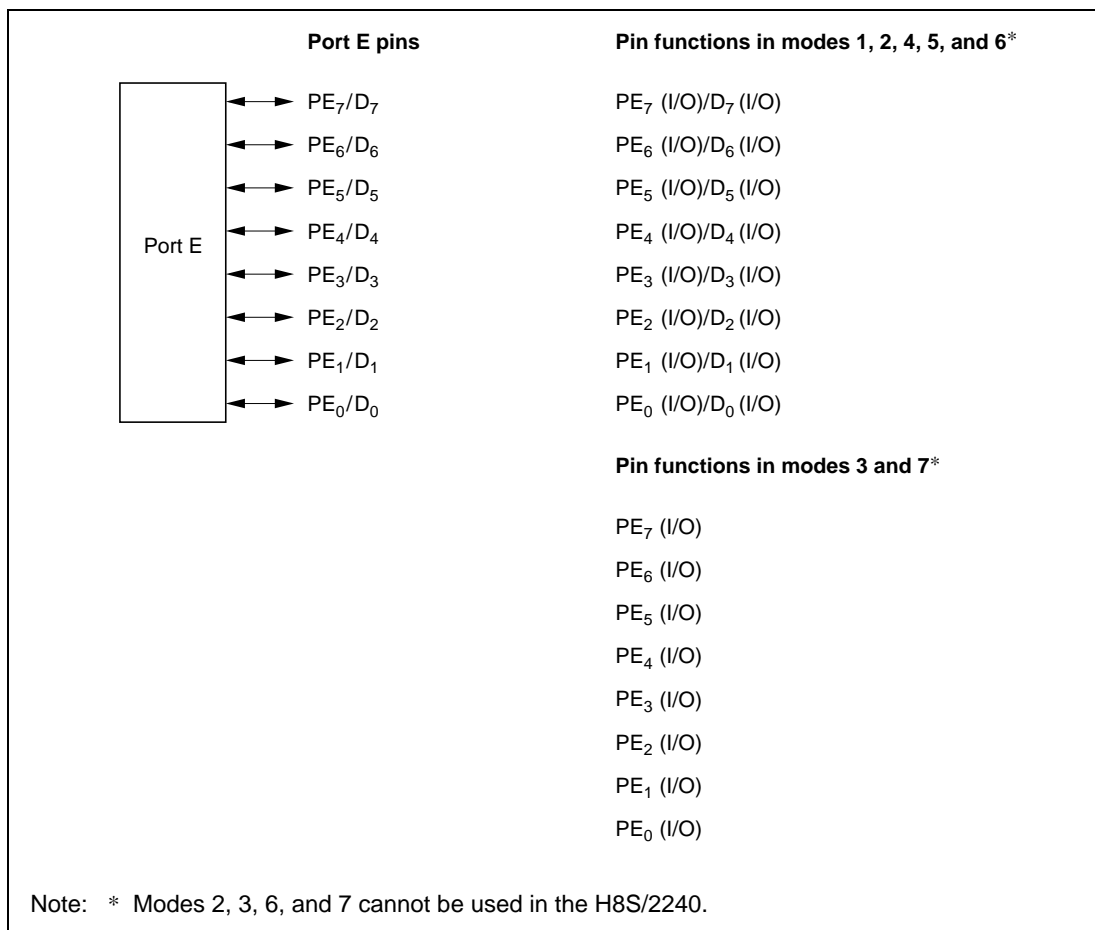 Port E pins Pin functions in modes 1, 2, 4, 5, and 6*
PE7/D7 PE7 (I/O)/D7 (I/O)
PE6/D6 PE6 (I/O)/D6 (I/O)
PE5/D5 PE5 (I/O)/D5 (I/O)
Port E PE4/D4 PE4 (I/O)/D4 (I/O)
PE3/D3 PE3 (I/O)/D3 (I/O)
PE2/D2 PE2 (I/O)/D2 (I/O)
PE1/D1 PE1 (I/O)/D1 (I/O)
PE0/D0 PE0 (I/O)/D0 (I/O)
Pin functions in modes 3 and 7*
PE7 (I/O)
PE6 (I/O)
PE5 (I/O)
PE4 (I/O)
PE3 (I/O)
PE2 (I/O)
PE1 (I/O)
PE0 (I/O)
Note: * Modes 2, 3, 6, and 7 cannot be used in the H8S/2240.